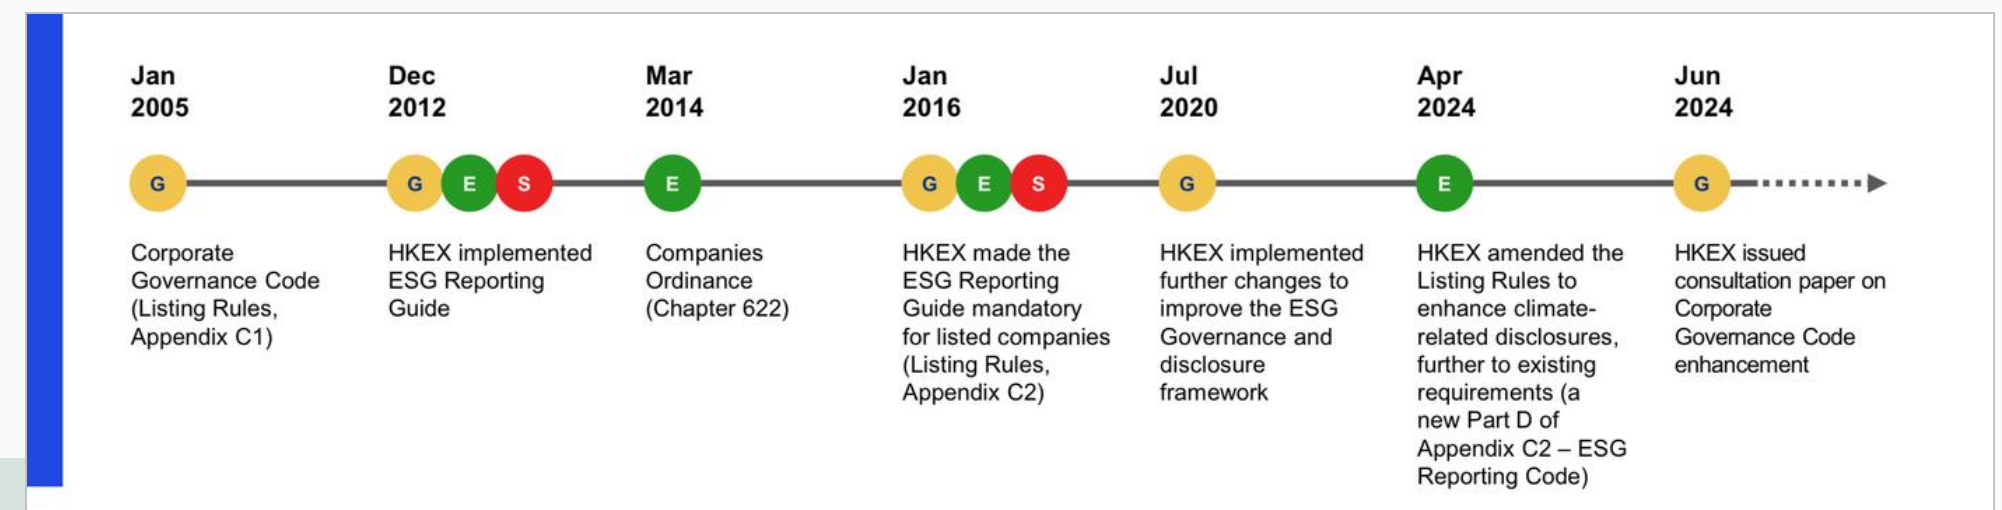 Jan
2005
Dec
2012
Mar
2014
Jan
2016
Jul
2020
Apr
2024
Jun
2024
G
G E S
E
G E S
G
E
G
Corporate
Governance Code
(Listing Rules,
Appendix C1)
HKEX implemented
ESG Reporting
Guide
Companies
Ordinance
(Chapter 622)
HKEX made the
ESG Reporting
Guide mandatory
for listed companies
(Listing Rules,
Appendix C2)
HKEX implemented
further changes to
improve the ESG
Governance and
disclosure
framework
HKEX amended the
Listing Rules to
enhance climate-
related disclosures,
further to existing
requirements (a
new Part D of
Appendix C2 – ESG
Reporting Code)
HKEX issued
consultation paper on
Corporate
Governance Code
enhancement